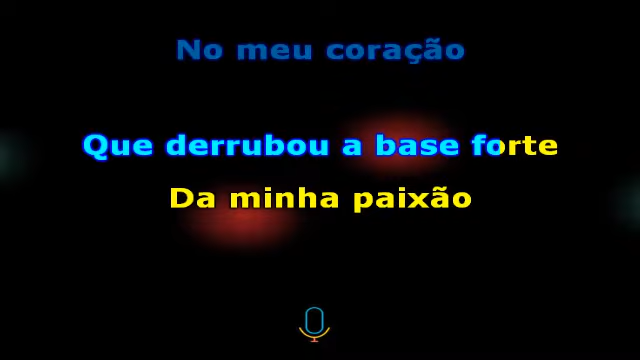 No meu coração
Que derrubou a base forte
Da minha paixão